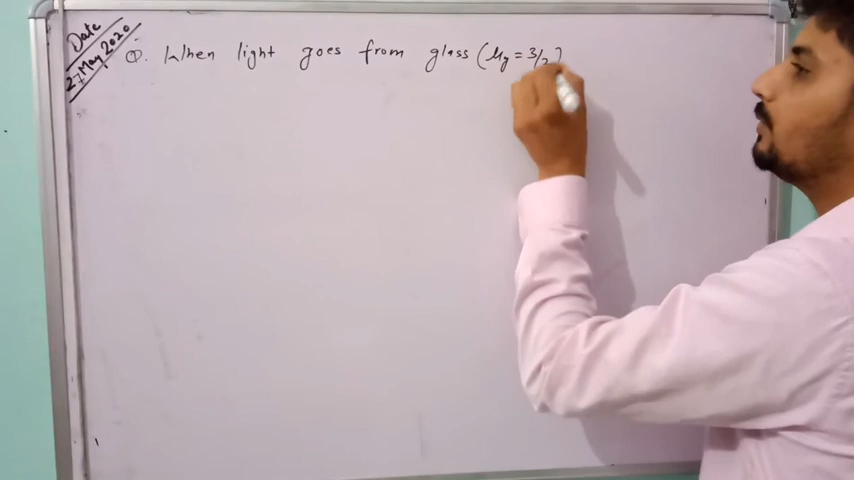 Date
27 May 2020
Q. When light goes from glass (μg = 3/2)